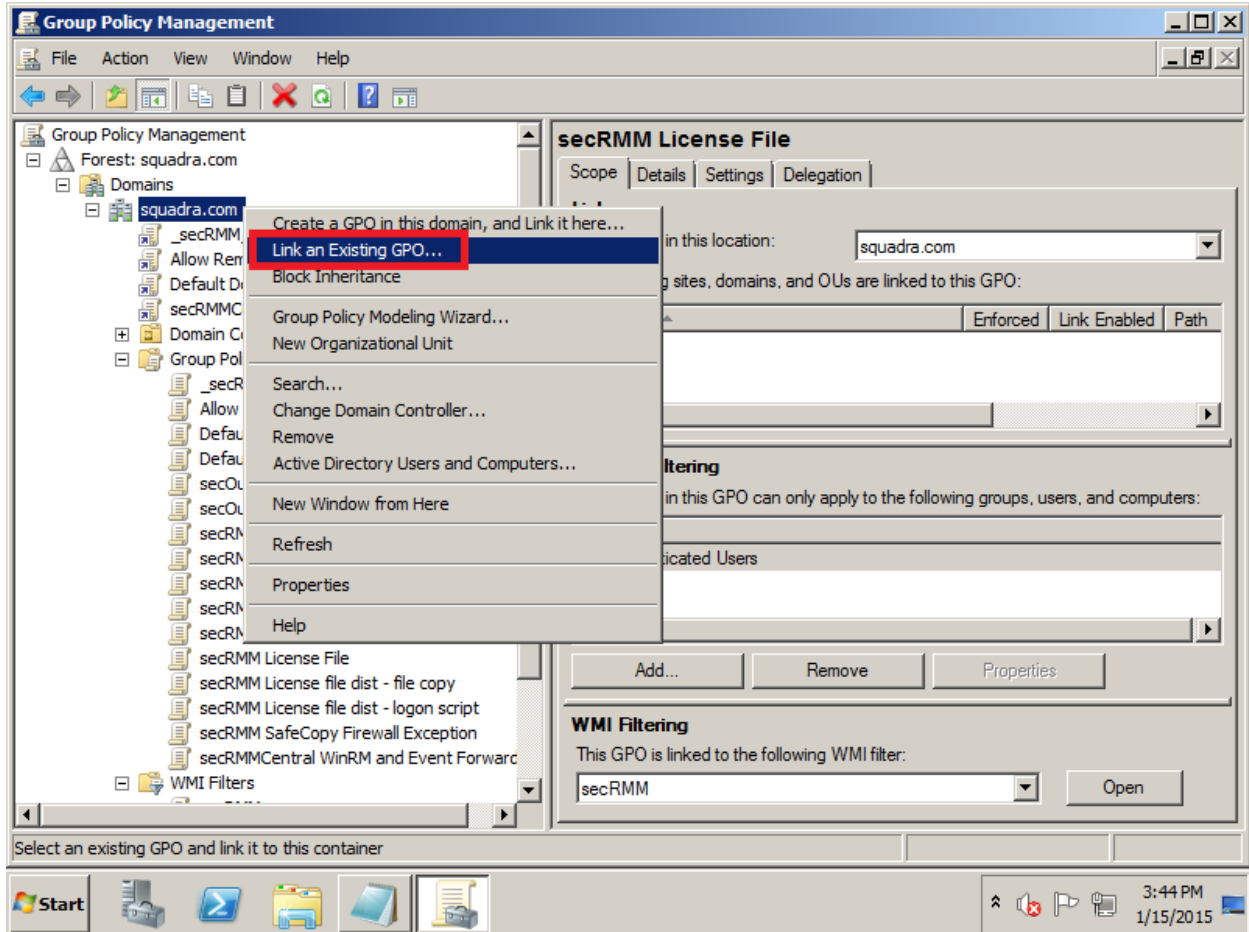 Group Policy Management
File Action View Window Help
Group Policy Management
Forest: squadra.com
Domains
squadra.com
_secRMM_
Allow Rem
Default Do
secRMMC
Domain Co
Group Pol
_secR
Allow
Defau
Defau
secOu
secOu
secRM
secRM
secRM
secRM
secRM
secRMM License File
secRMM License file dist - file copy
secRMM License file dist - logon script
secRMM SafeCopy Firewall Exception
secRMMCentral WinRM and Event Forward
WMI Filters
Create a GPO in this domain, and Link it here...
Link an Existing GPO...
Block Inheritance
Group Policy Modeling Wizard...
New Organizational Unit
Search...
Change Domain Controller...
Remove
Active Directory Users and Computers...
New Window from Here
Refresh
Properties
Help
secRMM License File
Scope Details Settings Delegation
in this location: squadra.com
g sites, domains, and OUs are linked to this GPO:
Enforced Link Enabled Path
ltering
in this GPO can only apply to the following groups, users, and computers:
ticated Users
Add... Remove Properties
WMI Filtering
This GPO is linked to the following WMI filter:
secRMM Open
Select an existing GPO and link it to this container
Start
3:44 PM
1/15/2015